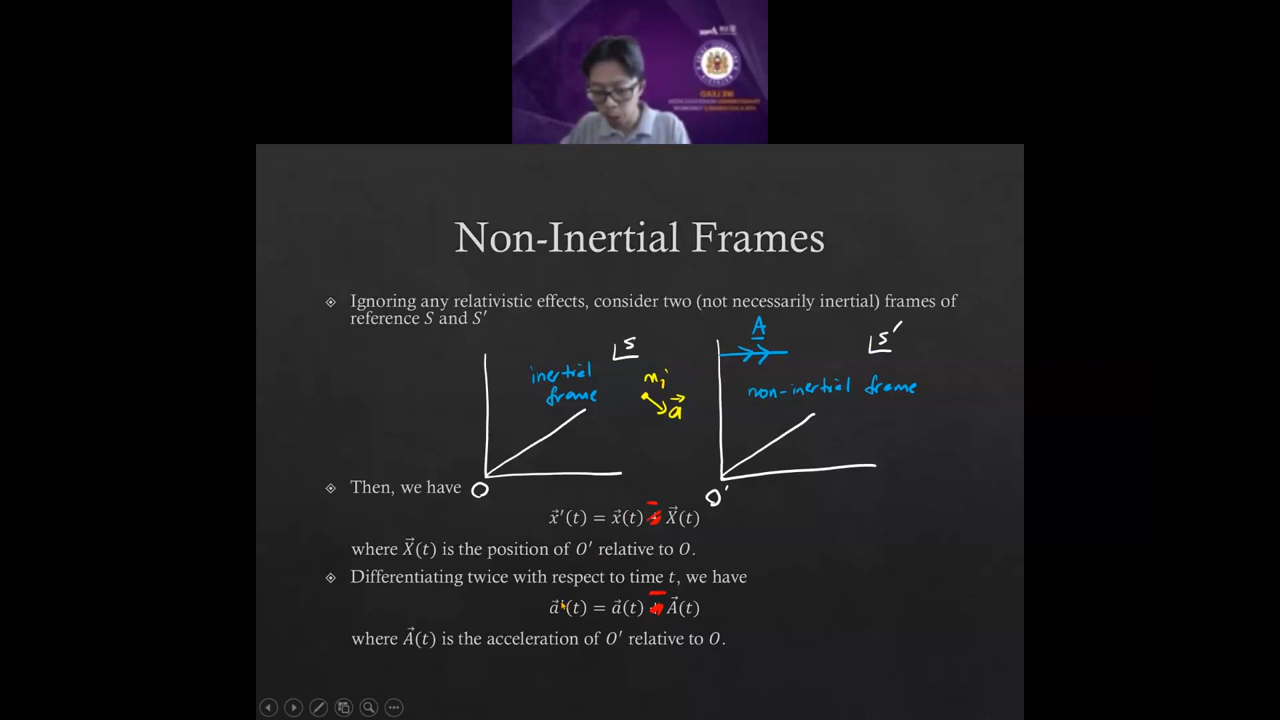 Non-Inertial Frames
Ignoring any relativistic effects, consider two (not necessarily inertial) frames of
reference S and S′
S
inertial
frame
mᵢ
a⃗
O
A
S′
non-inertial frame
O′
Then, we have
x⃗′(t) = x⃗(t) − X⃗(t)
where X⃗(t) is the position of O′ relative to O.
Differentiating twice with respect to time t, we have
a⃗′(t) = a⃗(t) − A⃗(t)
where A⃗(t) is the acceleration of O′ relative to O.